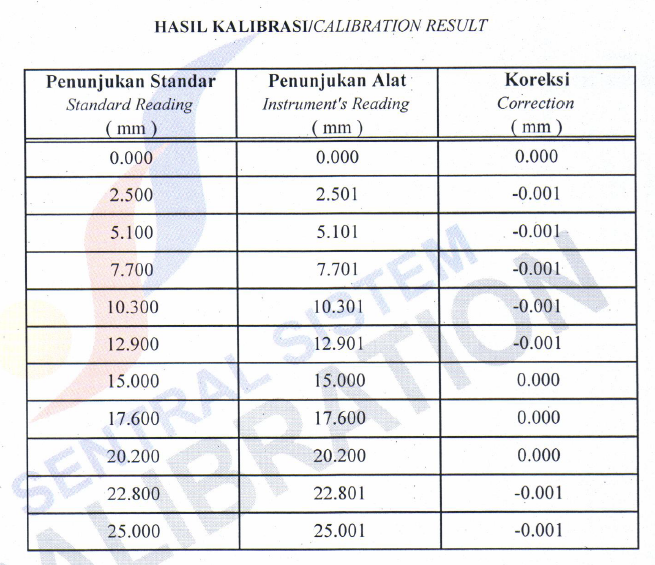 HASIL KALIBRASI/CALIBRATION RESULT
Penunjukan Standar Penunjukan Alat Koreksi
Standard Reading Instrument's Reading Correction
( mm ) ( mm ) ( mm )
0.000 0.000 0.000
2.500 2.501 -0.001
5.100 5.101 -0.001
7.700 7.701 -0.001
10.300 10.301 -0.001
12.900 12.901 -0.001
15.000 15.000 0.000
17.600 17.600 0.000
20.200 20.200 0.000
22.800 22.801 -0.001
25.000 25.001 -0.001
SENTRAL SISTEM
ALIBRATION